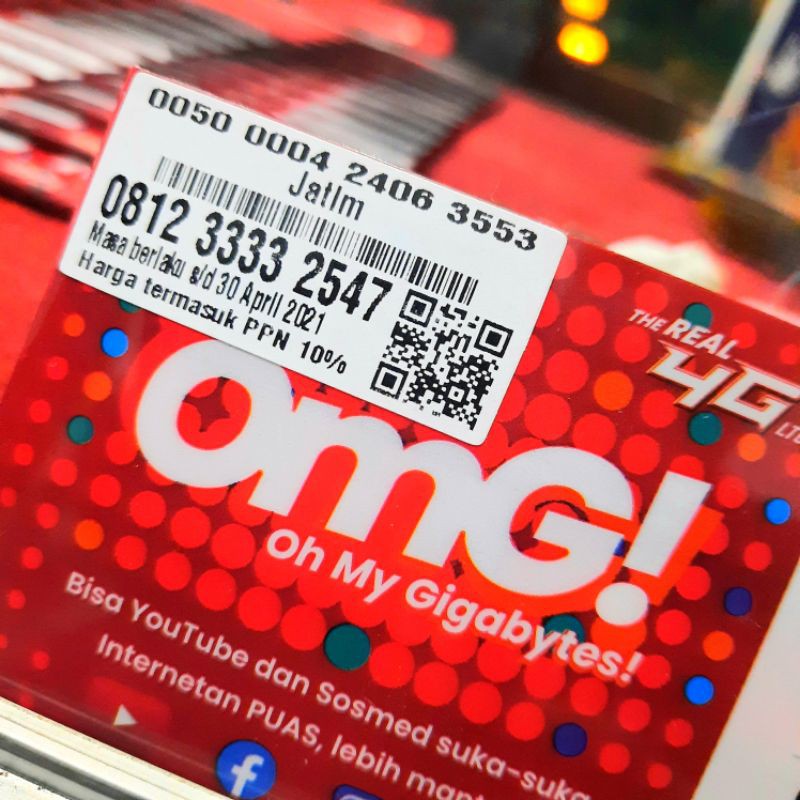 0050 0004 2406 3553
JatIm
0812 3333 2547
Masa berlaku s/d 30 April 2021
Harga termasuk PPN 10%
THE REAL
4G LTE
OMG!
Oh My Gigabytes!
Bisa YouTube dan Sosmed suka-suka
Internetan PUAS, lebih